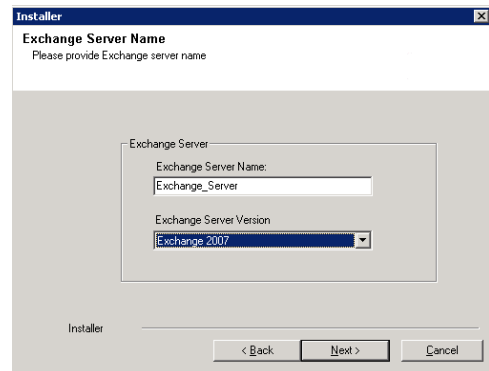 Installer
Exchange Server Name
Please provide Exchange server name
Exchange Server
Exchange Server Name:
Exchange_Server
Exchange Server Version
Exchange 2007
Installer
< Back
Next >
Cancel